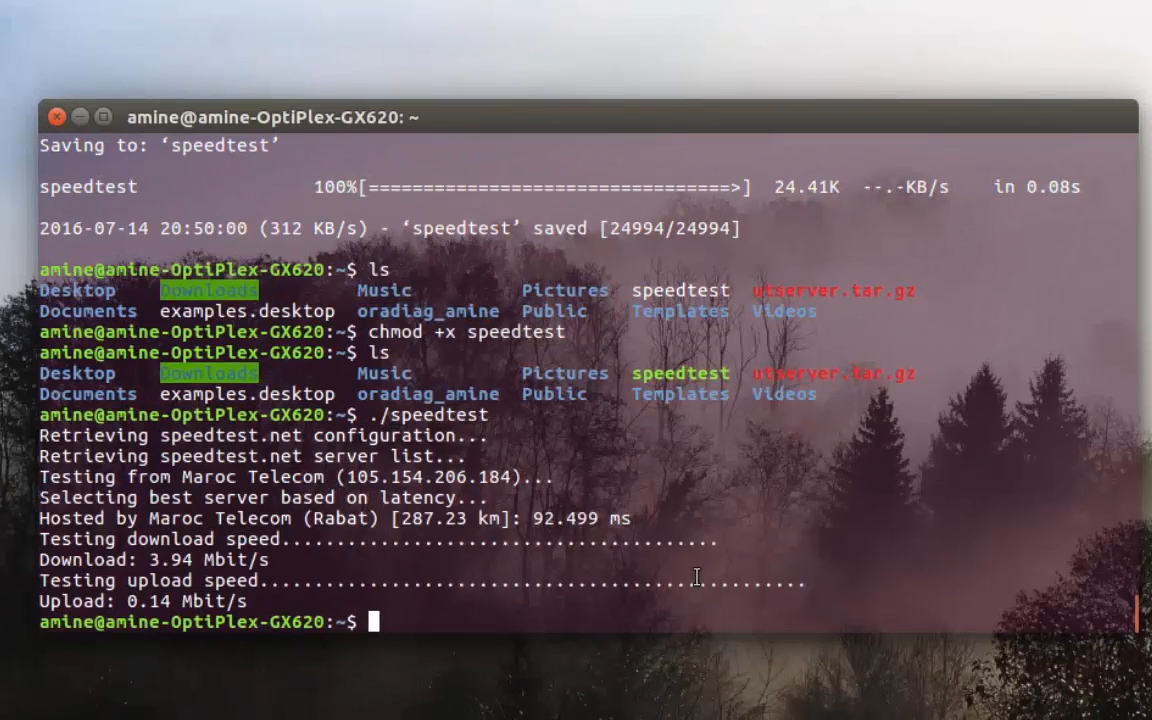 amine@amine-OptiPlex-GX620: ~
Saving to: ‘speedtest’
speedtest 100%[=================================>] 24.41K --.-KB/s in 0.08s
2016-07-14 20:50:00 (312 KB/s) - ‘speedtest’ saved [24994/24994]
amine@amine-OptiPlex-GX620:~$ ls
Desktop Downloads Music Pictures speedtest utserver.tar.gz
Documents examples.desktop oradiag_amine Public Templates Videos
amine@amine-OptiPlex-GX620:~$ chmod +x speedtest
amine@amine-OptiPlex-GX620:~$ ls
Desktop Downloads Music Pictures speedtest utserver.tar.gz
Documents examples.desktop oradiag_amine Public Templates Videos
amine@amine-OptiPlex-GX620:~$ ./speedtest
Retrieving speedtest.net configuration...
Retrieving speedtest.net server list...
Testing from Maroc Telecom (105.154.206.184)...
Selecting best server based on latency...
Hosted by Maroc Telecom (Rabat) [287.23 km]: 92.499 ms
Testing download speed........................................
Download: 3.94 Mbit/s
Testing upload speed..................................................
Upload: 0.14 Mbit/s
amine@amine-OptiPlex-GX620:~$